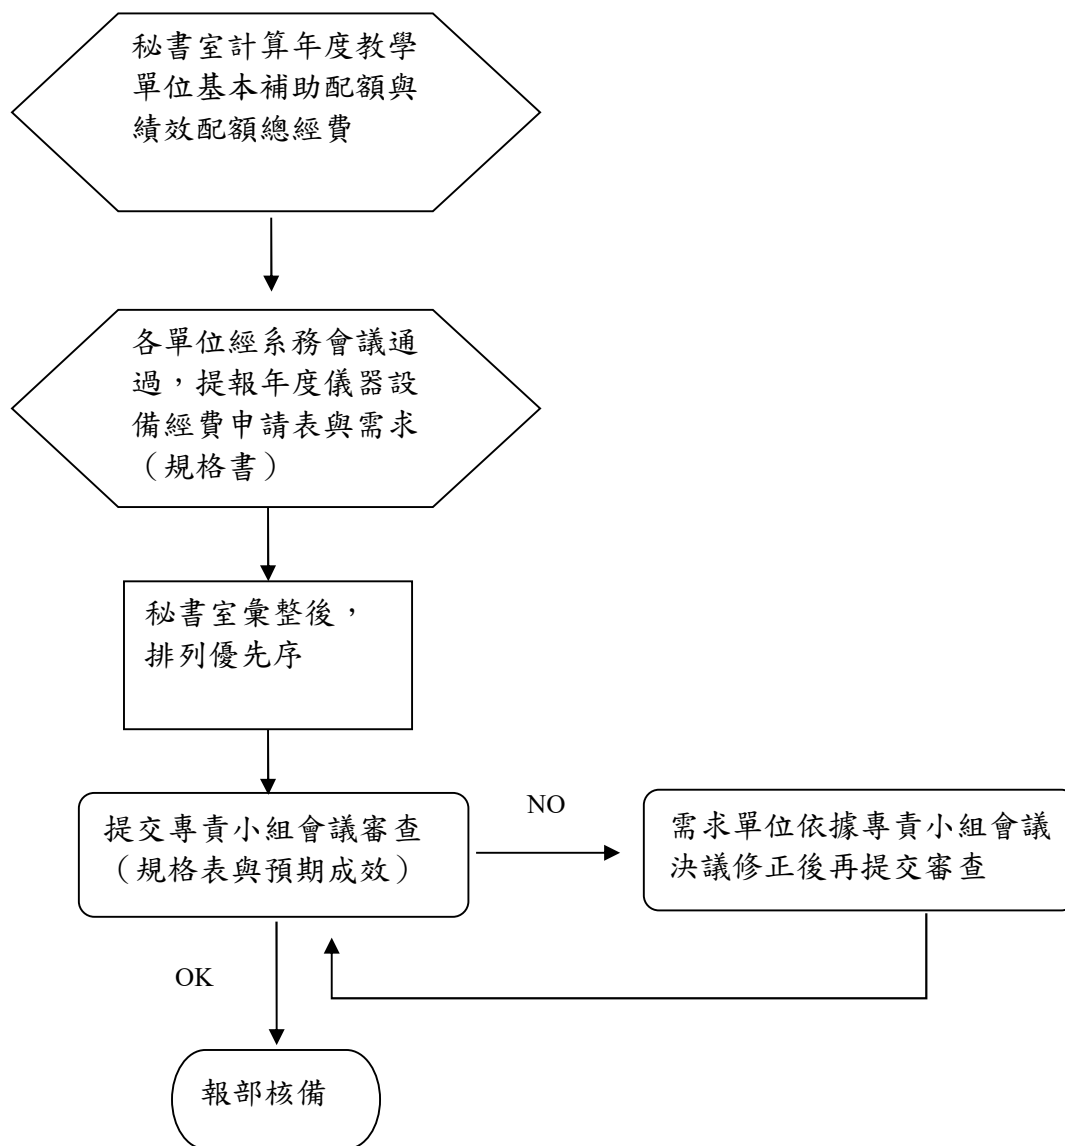 秘書室計算年度教學
單位基本補助配額與
績效配額總經費
各單位經系務會議通
過，提報年度儀器設
備經費申請表與需求
（規格書）
秘書室彙整後，
排列優先序
提交專責小組會議審查
（規格表與預期成效）
NO
需求單位依據專責小組會議
決議修正後再提交審查
OK
報部核備